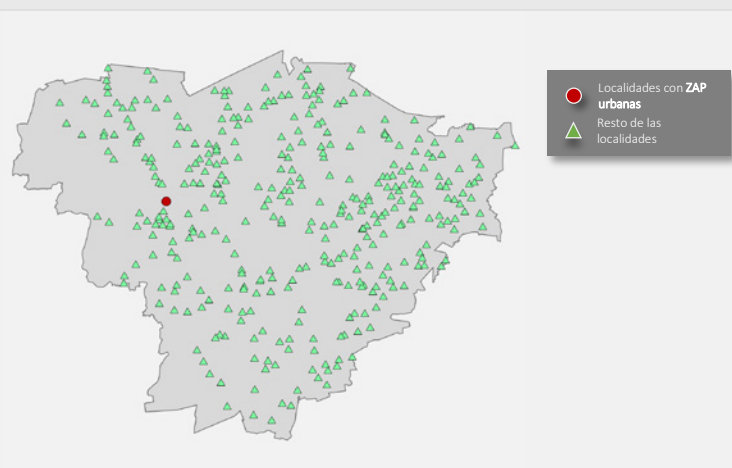 Localidades con ZAP
urbanas
Resto de las
localidades